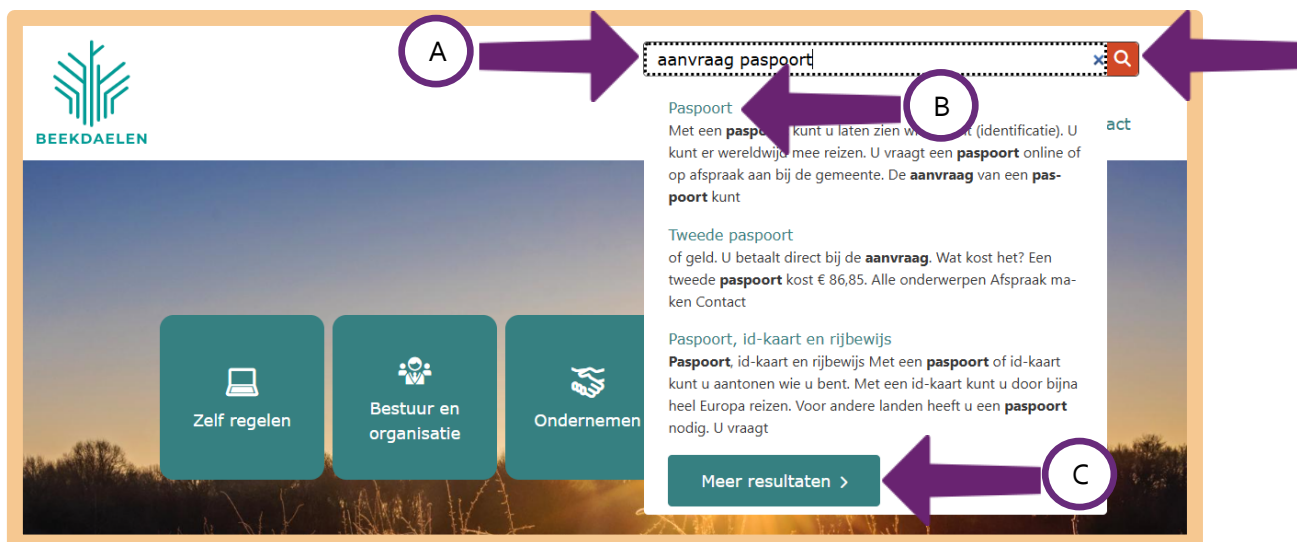 A
aanvraag paspoort
BEEKDAELEN
Paspoort
B
act
Met een kunt u laten zien (identificatie). U
kunt er wereldwijd mee reizen. U vraagt een paspoort online of
op afspraak aan bij de gemeente. De aanvraag van een pas-
poort kunt
Tweede paspoort
of geld. U betaalt direct bij de aanvraag. Wat kost het? Een
tweede paspoort kost € 86,85. Alle onderwerpen Afspraak ma-
ken Contact
Paspoort, id-kaart en rijbewijs
Paspoort, id-kaart en rijbewijs Met een paspoort of id-kaart
kunt u aantonen wie u bent. Met een id-kaart kunt u door bijna
heel Europa reizen. Voor andere landen heeft u een paspoort
nodig. U vraagt
Zelf regelen
Bestuur en
organisatie
Ondernemen
Meer resultaten >
C